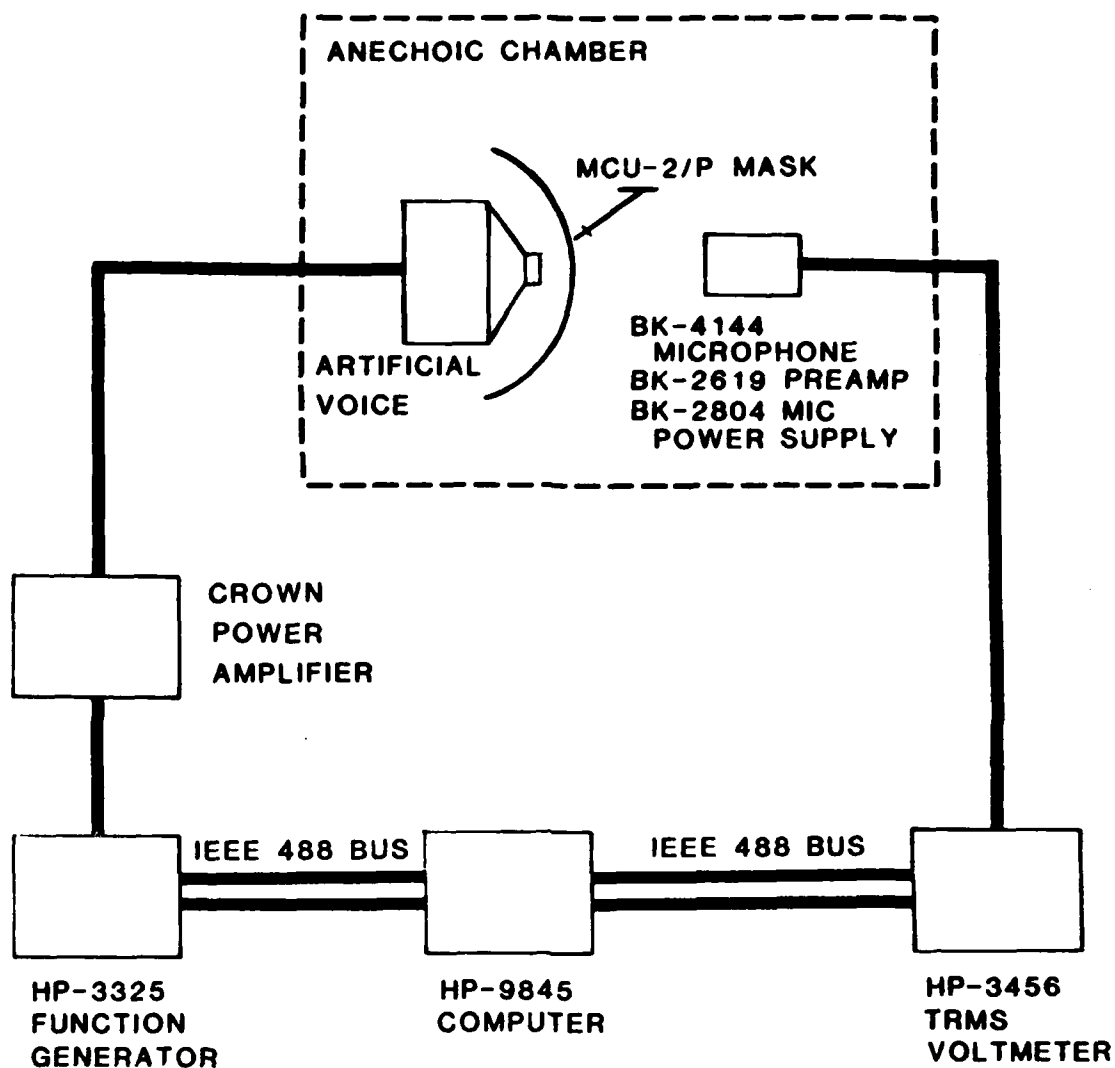 ANECHOIC CHAMBER
MCU-2/P MASK
ARTIFICIAL
VOICE
BK-4144
MICROPHONE
BK-2619 PREAMP
BK-2804 MIC
POWER SUPPLY
CROWN
POWER
AMPLIFIER
IEEE 488 BUS
IEEE 488 BUS
HP-3325
FUNCTION
GENERATOR
HP-9845
COMPUTER
HP-3456
TRMS
VOLTMETER